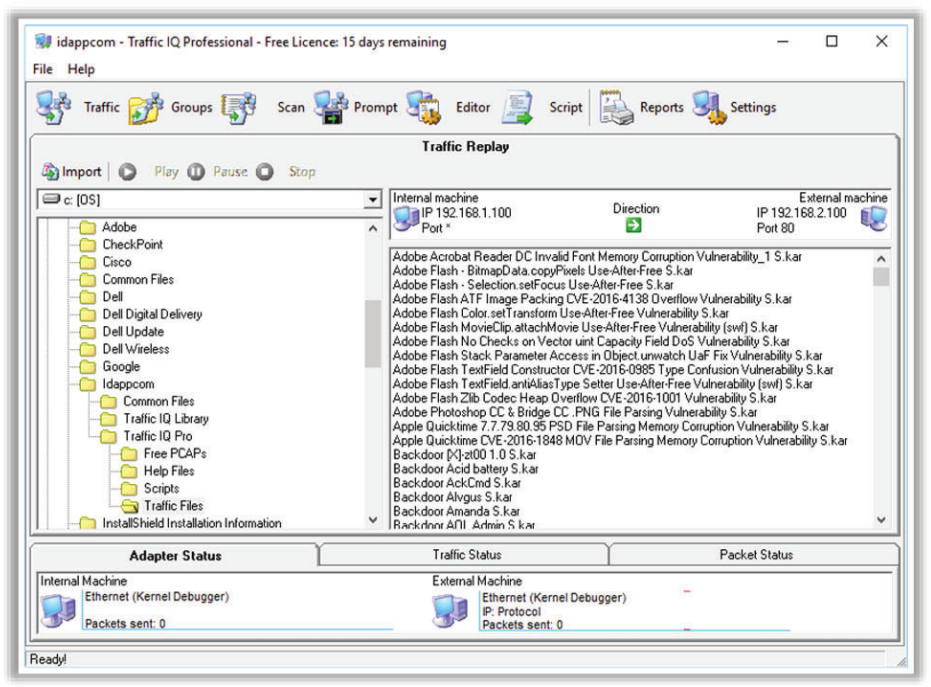 idappcom - Traffic IQ Professional - Free Licence: 15 days remaining
File Help
Traffic Groups Scan Prompt Editor Script Reports Settings
Traffic Replay
Import Play Pause Stop
c: [OS]
Adobe
CheckPoint
Cisco
Common Files
Dell
Dell Digital Delivery
Dell Update
Dell Wireless
Google
Idappcom
Common Files
Traffic IQ Library
Traffic IQ Pro
Free PCAPs
Help Files
Scripts
Traffic Files
InstallShield Installation Information
Internal machine
IP 192.168.1.100
Port *
Direction
External machine
IP 192.168.2.100
Port 80
Adobe Acrobat Reader DC Invalid Font Memory Corruption Vulnerability_1 S.kar
Adobe Flash - BitmapData.copyPixels Use-After-Free S.kar
Adobe Flash - Selection.setFocus Use-After-Free S.kar
Adobe Flash ATF Image Packing CVE-2016-4138 Overflow Vulnerability S.kar
Adobe Flash Color.setTransform Use-After-Free Vulnerability S.kar
Adobe Flash MovieClip.attachMovie Use-After-Free Vulnerability (swf) S.kar
Adobe Flash No Checks on Vector uint Capacity Field DoS Vulnerability S.kar
Adobe Flash Stack Parameter Access in Object.unwatch UaF Fix Vulnerability S.kar
Adobe Flash TextField Constructor CVE-2016-0985 Type Confusion Vulnerability S.kar
Adobe Flash TextField.antiAliasType Setter Use-After-Free Vulnerability (swf) S.kar
Adobe Flash Zlib Codec Heap Overflow CVE-2016-1001 Vulnerability S.kar
Adobe Photoshop CC & Bridge CC .PNG File Parsing Vulnerability S.kar
Apple Quicktime 7.7.79.80.95 PSD File Parsing Memory Corruption Vulnerability S.kar
Apple Quicktime CVE-2016-1848 MOV File Parsing Memory Corruption Vulnerability S.kar
Backdoor [X]-zt00 1.0 S.kar
Backdoor Acid battery S.kar
Backdoor AckCmd S.kar
Backdoor Alvgus S.kar
Backdoor Amanda S.kar
Backdoor AOL Admin S.kar
Adapter Status Traffic Status Packet Status
Internal Machine
Ethernet (Kernel Debugger)
Packets sent: 0
External Machine
Ethernet (Kernel Debugger)
IP: Protocol
Packets sent: 0
Ready!